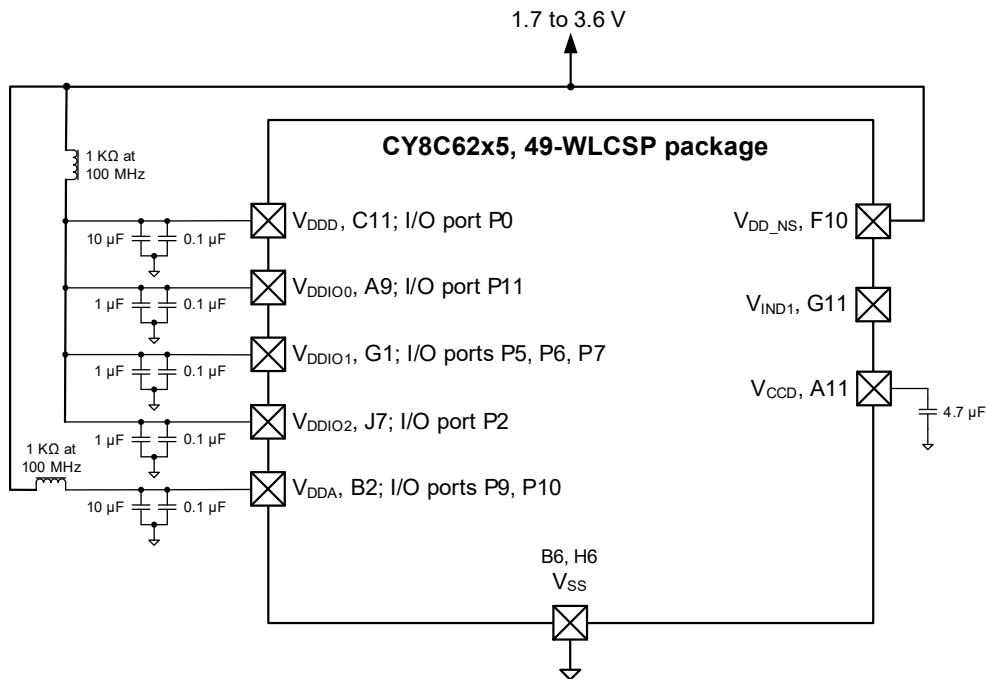 1.7 to 3.6 V
CY8C62x5, 49-WLCSP package
1 KΩ at
100 MHz
10 µF
0.1 µF
VDDD, C11; I/O port P0
VDD_NS, F10
1 µF
0.1 µF
VDDIO0, A9; I/O port P11
VIND1, G11
1 µF
0.1 µF
VDDIO1, G1; I/O ports P5, P6, P7
VCCD, A11
4.7 µF
1 µF
0.1 µF
VDDIO2, J7; I/O port P2
1 KΩ at
100 MHz
10 µF
0.1 µF
VDDA, B2; I/O ports P9, P10
B6, H6
VSS